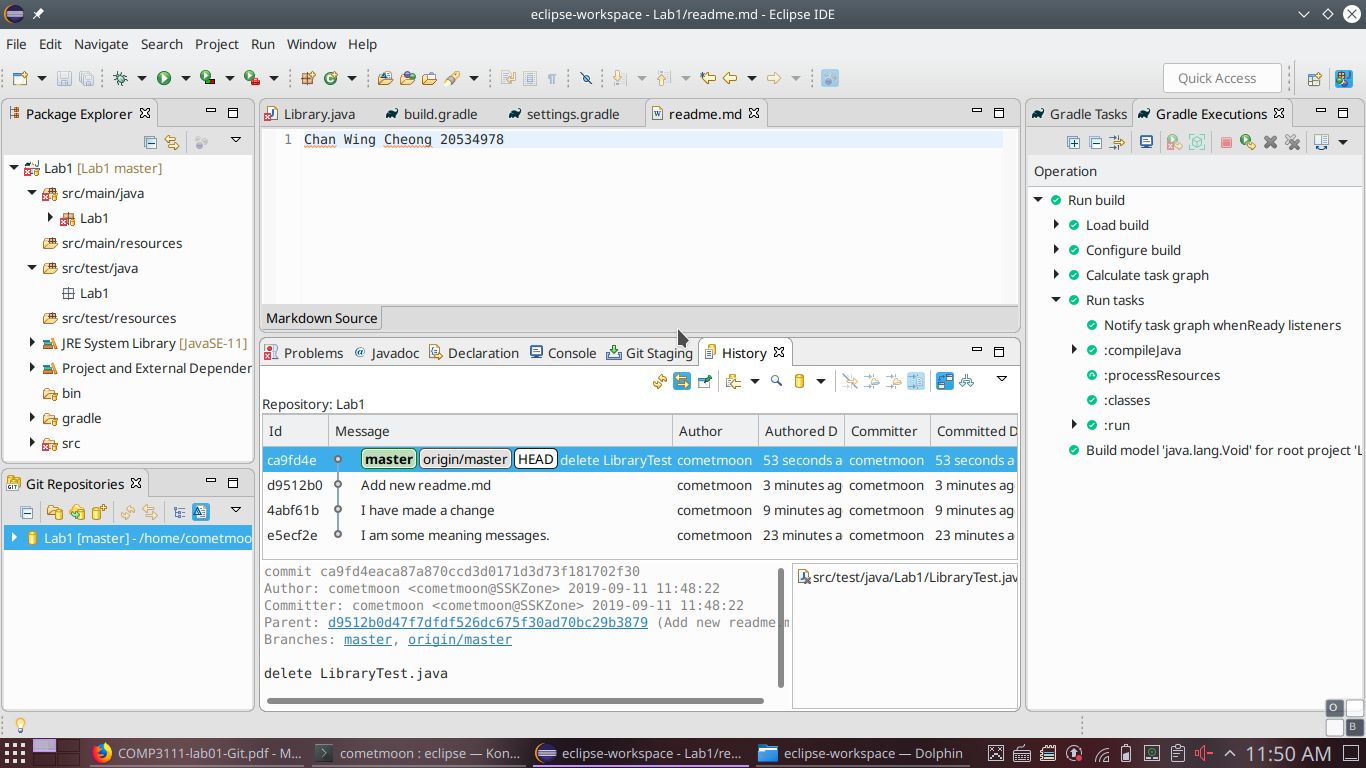 eclipse-workspace - Lab1/readme.md - Eclipse IDE
File Edit Navigate Search Project Run Window Help
Quick Access
Package Explorer
Lab1 [Lab1 master]
src/main/java
Lab1
src/main/resources
src/test/java
Lab1
src/test/resources
JRE System Library [JavaSE-11]
Project and External Depender
bin
gradle
src
Git Repositories
Lab1 [master] - /home/cometmoo
Library.java build.gradle settings.gradle readme.md
1 Chan Wing Cheong 20534978
Markdown Source
Problems Javadoc Declaration Console Git Staging History
Repository: Lab1
Id Message Author Authored D Committer Committed D
ca9fd4e master origin/master HEAD delete LibraryTest cometmoon 53 seconds a cometmoon 53 seconds a
d9512b0 Add new readme.md cometmoon 3 minutes ag cometmoon 3 minutes ag
4abf61b I have made a change cometmoon 9 minutes ag cometmoon 9 minutes ag
e5ecf2e I am some meaning messages. cometmoon 23 minutes a cometmoon 23 minutes a
commit ca9fd4eaca87a870ccd3d0171d3d73f181702f30
Author: cometmoon <cometmoon@SSKZone> 2019-09-11 11:48:22
Committer: cometmoon <cometmoon@SSKZone> 2019-09-11 11:48:22
Parent: d9512b0d47f7dfdf526dc675f30ad70bc29b3879 (Add new readme.m
Branches: master, origin/master
delete LibraryTest.java
src/test/java/Lab1/LibraryTest.jav
Gradle Tasks Gradle Executions
Operation
Run build
Load build
Configure build
Calculate task graph
Run tasks
Notify task graph whenReady listeners
:compileJava
:processResources
:classes
:run
Build model 'java.lang.Void' for root project 'L
O
B
COMP3111-lab01-Git.pdf - M... cometmoon : eclipse — Kon... eclipse-workspace - Lab1/re... eclipse-workspace — Dolphin 11:50 AM